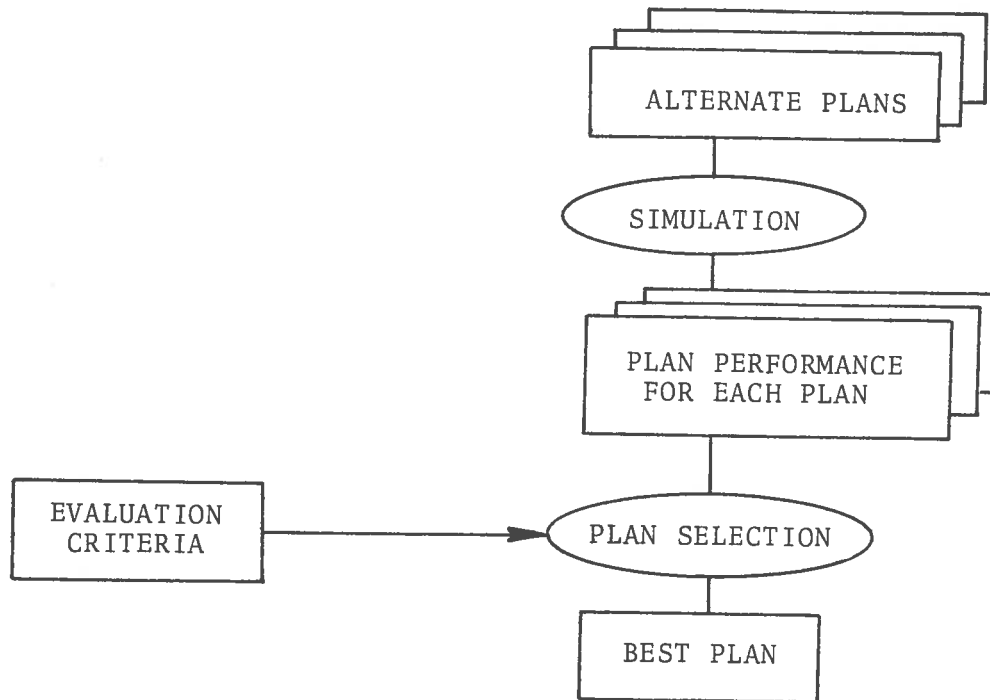 ALTERNATE PLANS
SIMULATION
PLAN PERFORMANCE
FOR EACH PLAN
EVALUATION
CRITERIA
PLAN SELECTION
BEST PLAN